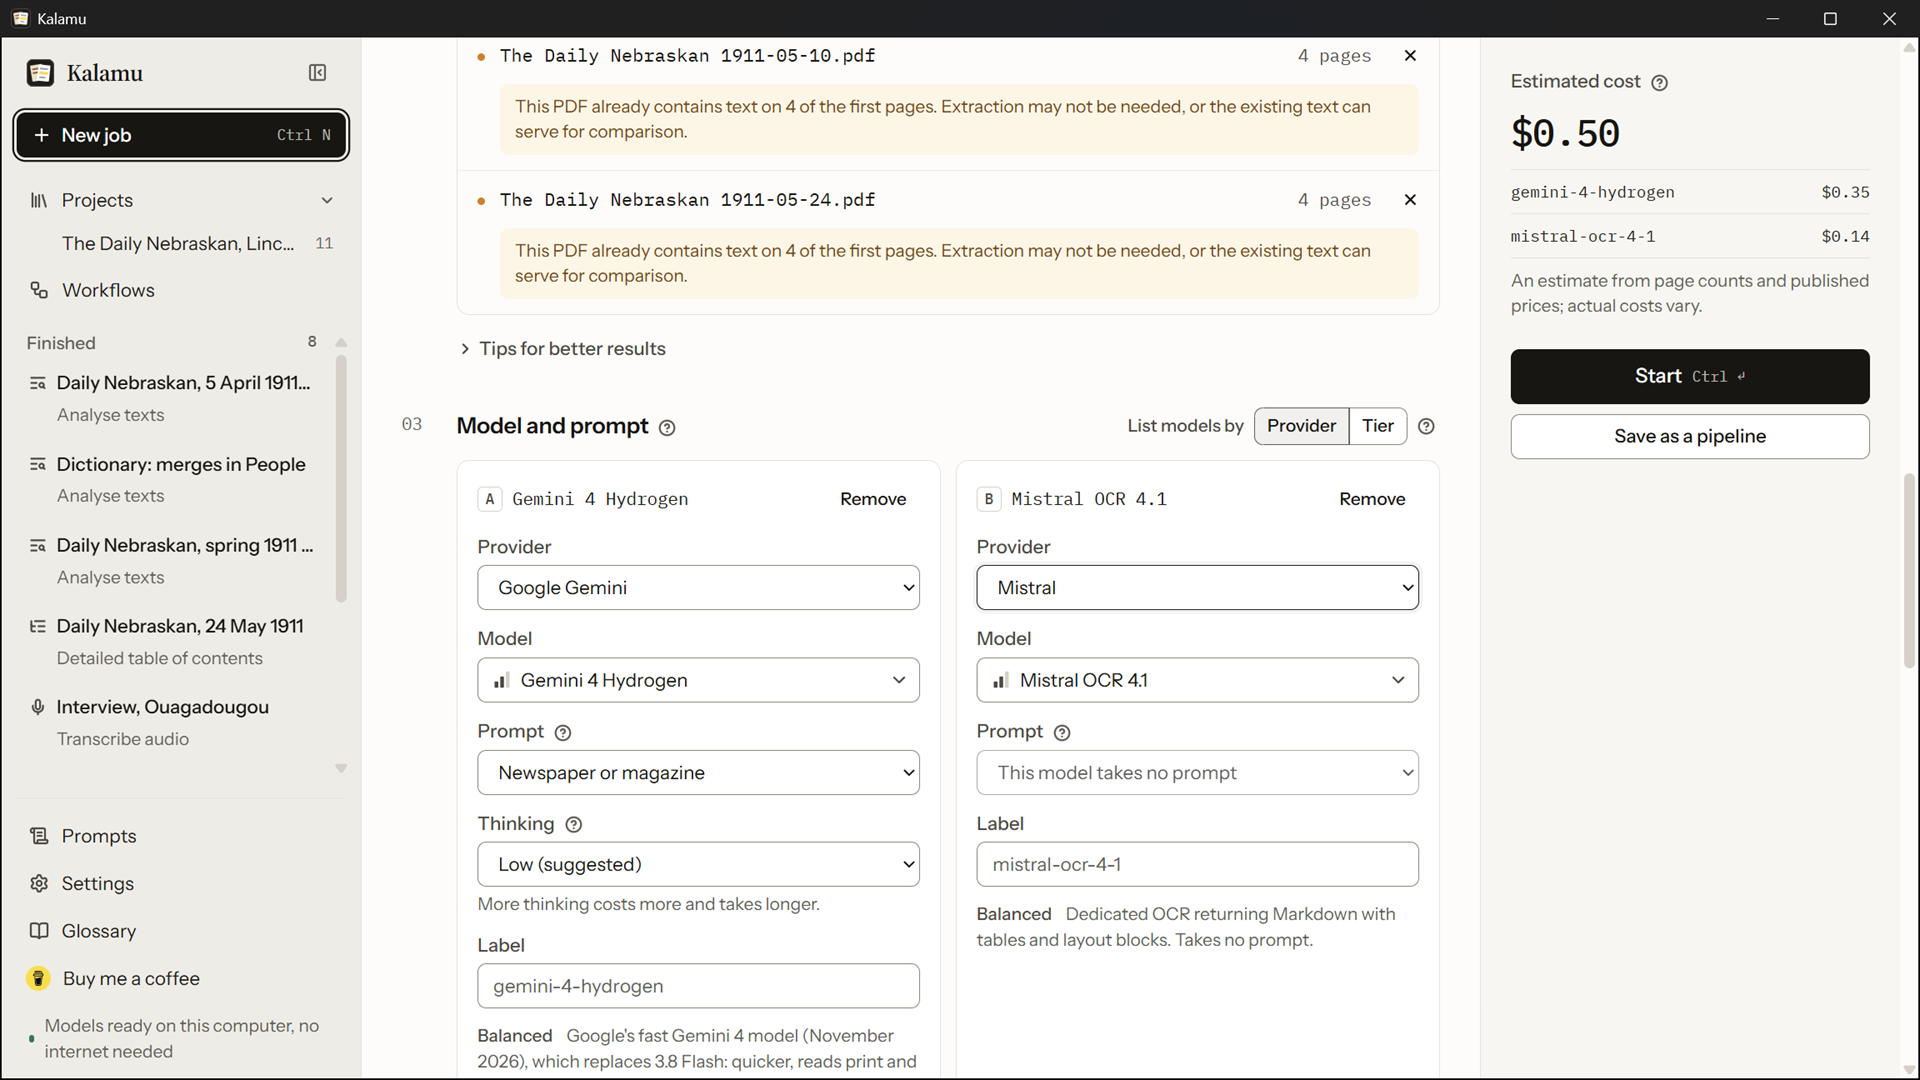 Kalamu
Kalamu
New job Ctrl N
Projects
The Daily Nebraskan, Linc... 11
Workflows
Finished 8
Daily Nebraskan, 5 April 1911...
Analyse texts
Dictionary: merges in People
Analyse texts
Daily Nebraskan, spring 1911 ...
Analyse texts
Daily Nebraskan, 24 May 1911
Detailed table of contents
Interview, Ouagadougou
Transcribe audio
Prompts
Settings
Glossary
Buy me a coffee
Models ready on this computer, no
internet needed
The Daily Nebraskan 1911-05-10.pdf 4 pages
This PDF already contains text on 4 of the first pages. Extraction may not be needed, or the existing text can
serve for comparison.
The Daily Nebraskan 1911-05-24.pdf 4 pages
This PDF already contains text on 4 of the first pages. Extraction may not be needed, or the existing text can
serve for comparison.
Tips for better results
03 Model and prompt
List models by Provider Tier
A Gemini 4 Hydrogen Remove
Provider
Google Gemini
Model
Gemini 4 Hydrogen
Prompt
Newspaper or magazine
Thinking
Low (suggested)
More thinking costs more and takes longer.
Label
gemini-4-hydrogen
Balanced Google's fast Gemini 4 model (November
2026), which replaces 3.8 Flash: quicker, reads print and
B Mistral OCR 4.1 Remove
Provider
Mistral
Model
Mistral OCR 4.1
Prompt
This model takes no prompt
Label
mistral-ocr-4-1
Balanced Dedicated OCR returning Markdown with
tables and layout blocks. Takes no prompt.
Estimated cost
$0.50
gemini-4-hydrogen $0.35
mistral-ocr-4-1 $0.14
An estimate from page counts and published
prices; actual costs vary.
Start Ctrl ↵
Save as a pipeline